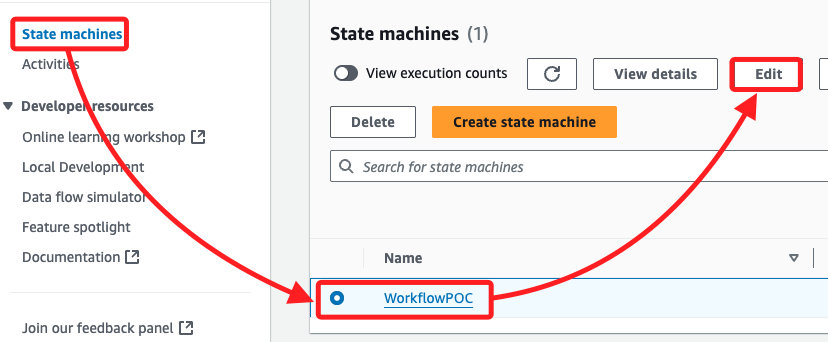 State machines
Activities
Developer resources
Online learning workshop
Local Development
Data flow simulator
Feature spotlight
Documentation
Join our feedback panel
State machines (1)
View execution counts
View details
Edit
Delete
Create state machine
Search for state machines
Name
WorkflowPOC